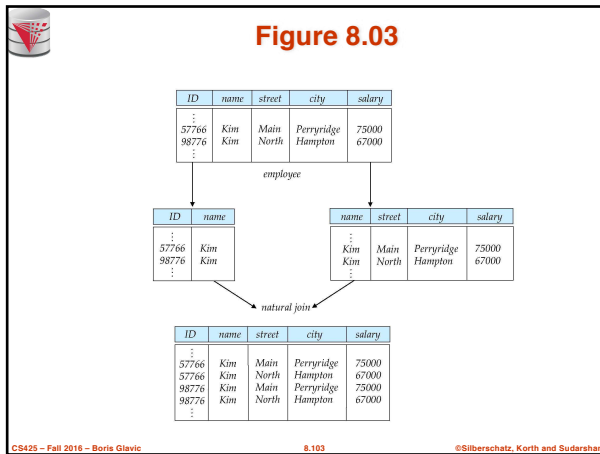 Figure 8.03
ID name street city salary
⋮
57766 Kim Main Perryridge 75000
98776 Kim North Hampton 67000
⋮
employee
ID name
⋮
57766 Kim
98776 Kim
⋮
name street city salary
⋮
Kim Main Perryridge 75000
Kim North Hampton 67000
⋮
natural join
ID name street city salary
⋮
57766 Kim Main Perryridge 75000
57766 Kim North Hampton 67000
98776 Kim Main Perryridge 75000
98776 Kim North Hampton 67000
⋮
CS425 – Fall 2016 – Boris Glavic 8.103 ©Silberschatz, Korth and Sudarshan